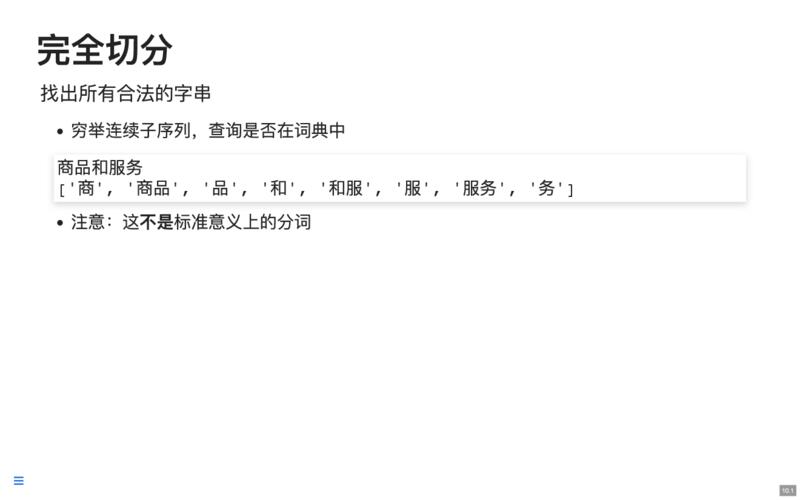 完全切分
找出所有合法的字串
• 穷举连续子序列，查询是否在词典中
商品和服务
['商', '商品', '品', '和', '和服', '服', '服务', '务']
• 注意：这不是标准意义上的分词
10.1